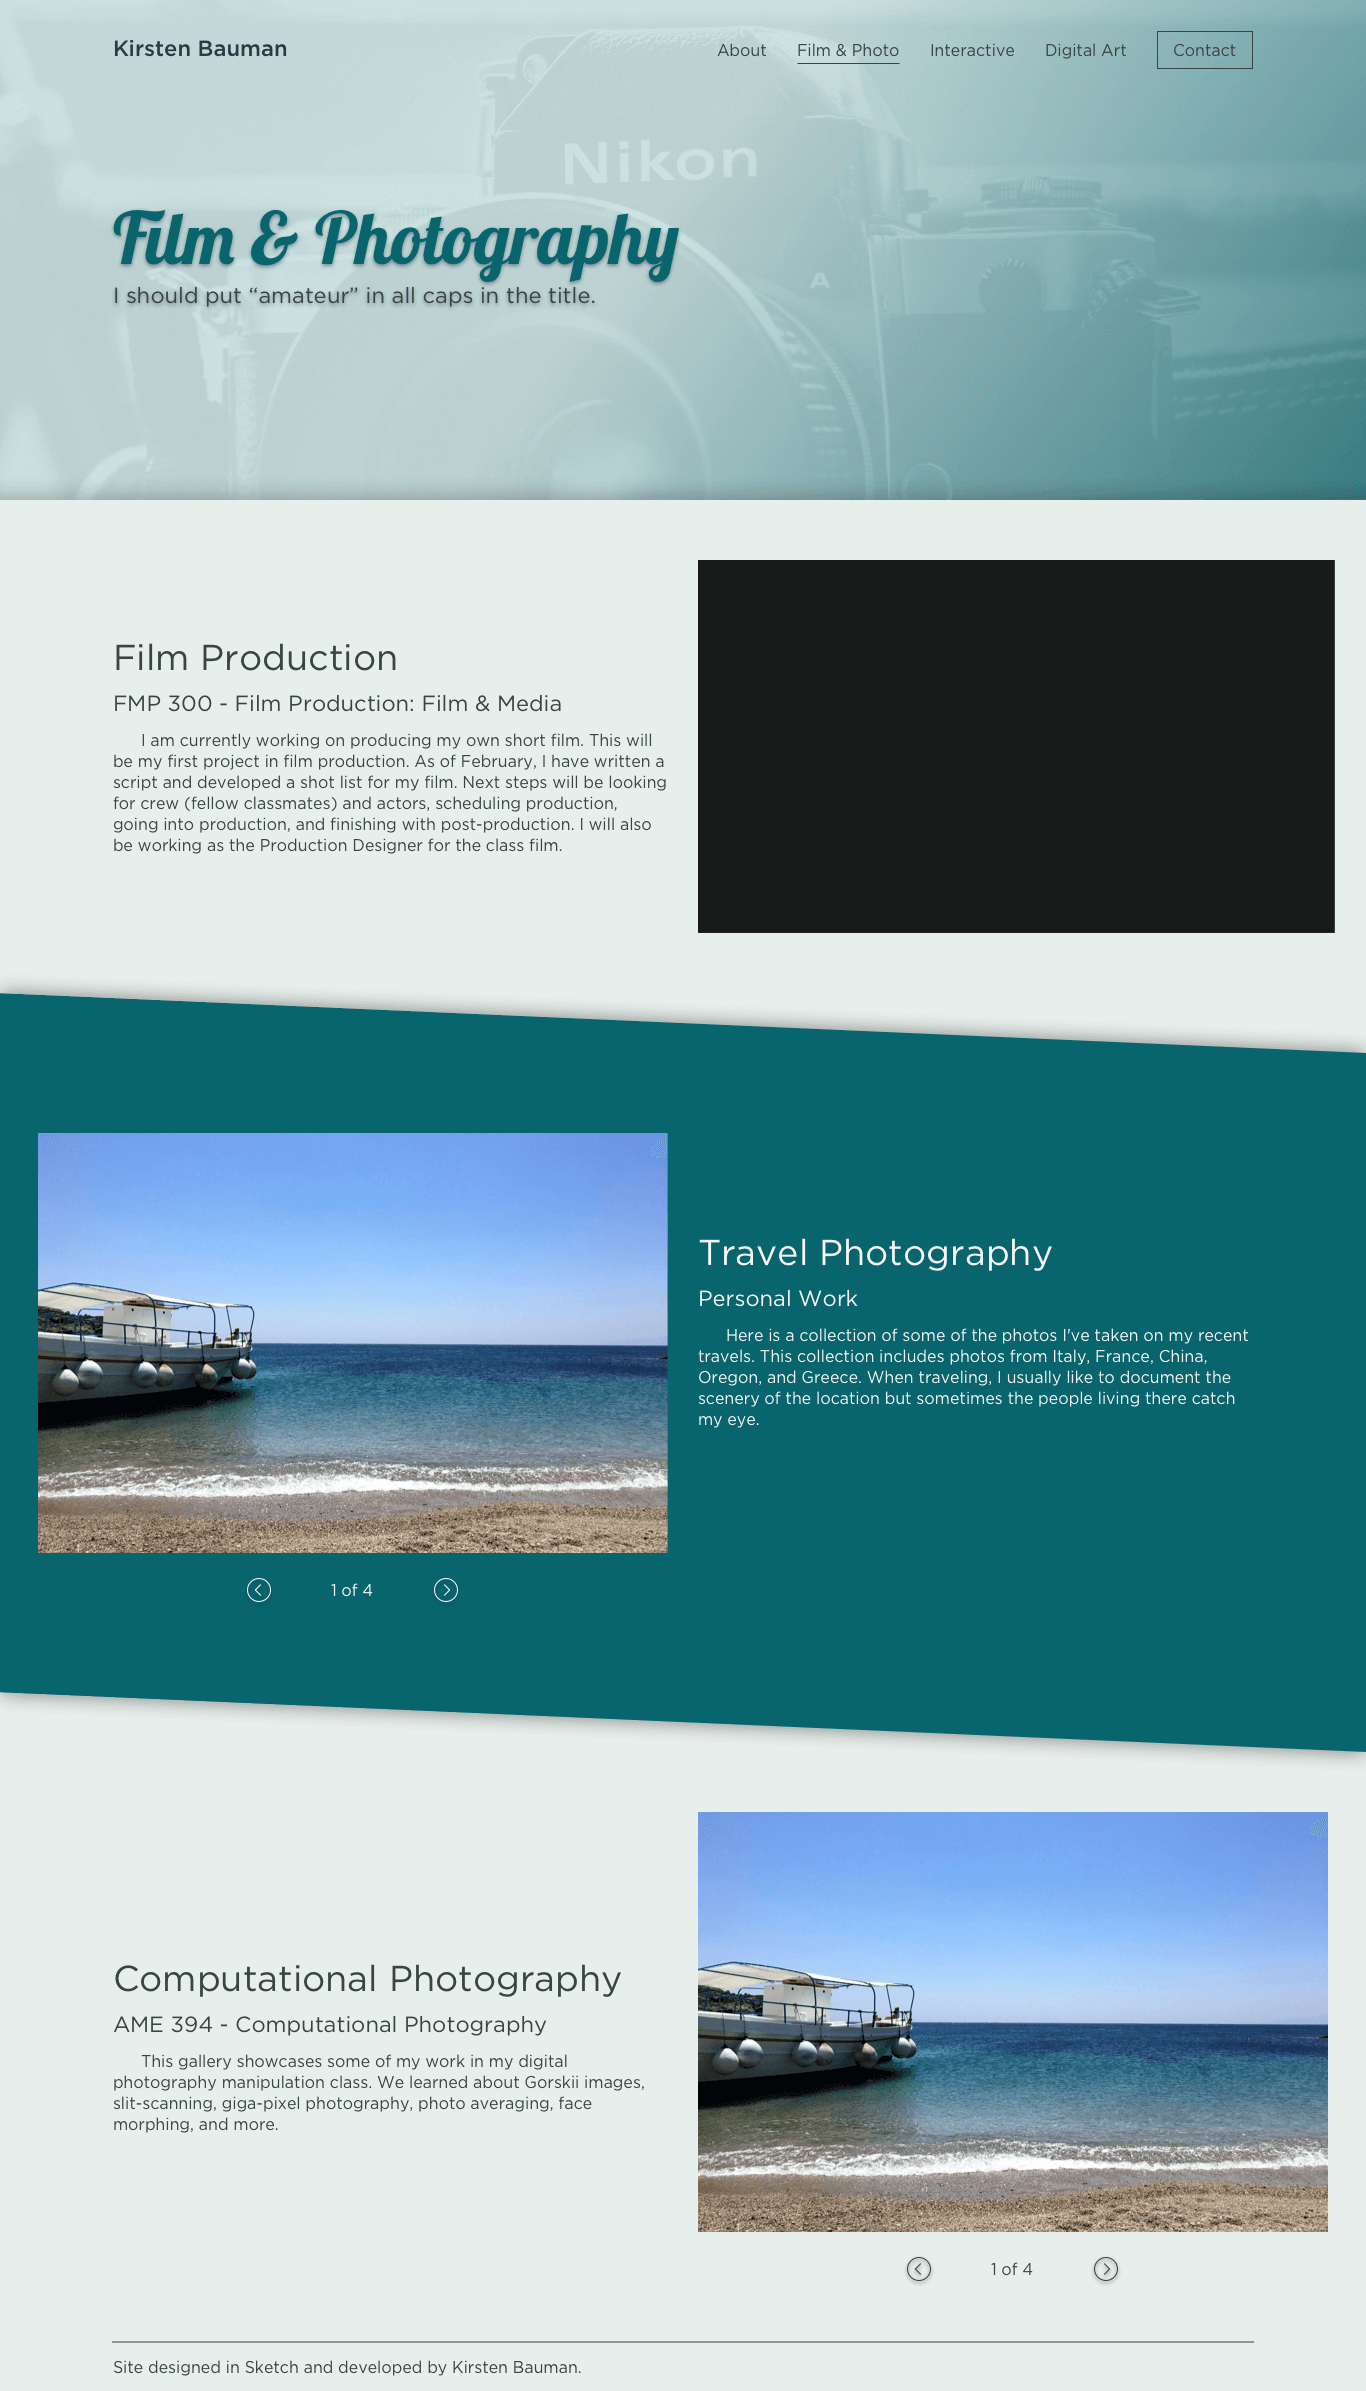 Kirsten Bauman
About Film & Photo Interactive Digital Art Contact
Nikon
Film & Photography
A
I should put “amateur” in all caps in the title.
Film Production
FMP 300 - Film Production: Film & Media
I am currently working on producing my own short film. This will
be my first project in film production. As of February, I have written a
script and developed a shot list for my film. Next steps will be looking
for crew (fellow classmates) and actors, scheduling production,
going into production, and finishing with post-production. I will also
be working as the Production Designer for the class film.
Travel Photography
Personal Work
Here is a collection of some of the photos I've taken on my recent
travels. This collection includes photos from Italy, France, China,
Oregon, and Greece. When traveling, I usually like to document the
scenery of the location but sometimes the people living there catch
my eye.
1 of 4
Computational Photography
AME 394 - Computational Photography
This gallery showcases some of my work in my digital
photography manipulation class. We learned about Gorskii images,
slit-scanning, giga-pixel photography, photo averaging, face
morphing, and more.
1 of 4
Site designed in Sketch and developed by Kirsten Bauman.